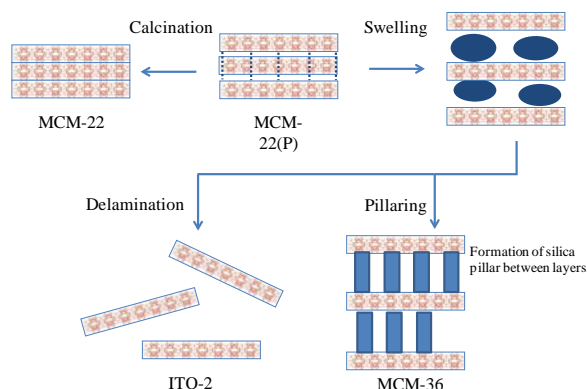 Calcination
Swelling
MCM-22
MCM-
22(P)
Delamination
Pillaring
Formation of silica
pillar between layers
ITO-2
MCM-36